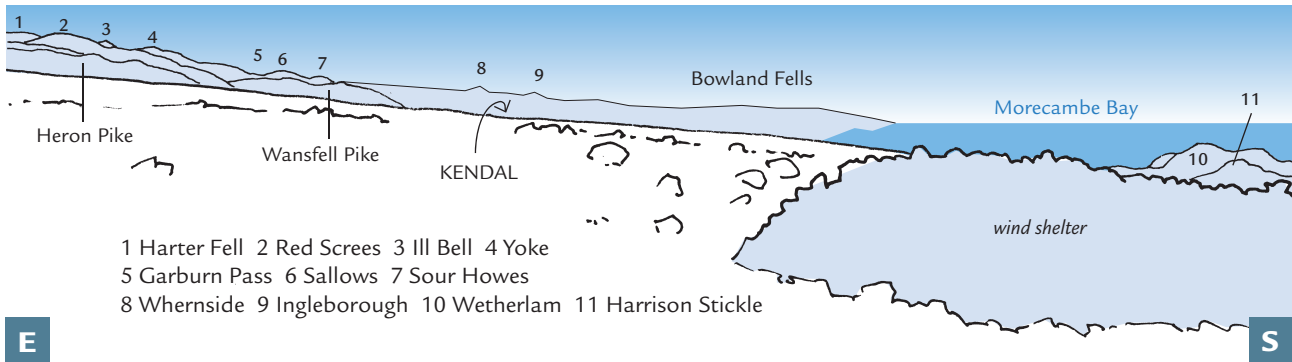 1 2 3 4 5 6 7 8 9 Bowland Fells
Morecambe Bay 11
Heron Pike
Wansfell Pike
KENDAL
10
wind shelter
1 Harter Fell 2 Red Screes 3 Ill Bell 4 Yoke
5 Garburn Pass 6 Sallows 7 Sour Howes
8 Whernside 9 Ingleborough 10 Wetherlam 11 Harrison Stickle
E S